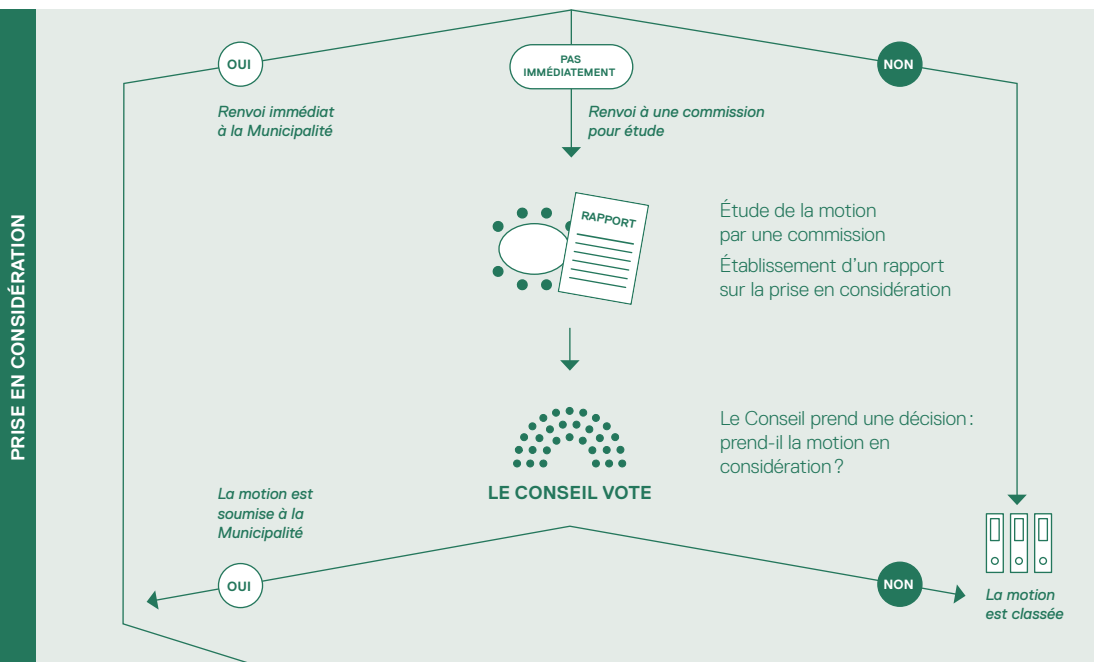 PRISE EN CONSIDÉRATION
OUI
PAS
IMMÉDIATEMENT
NON
Renvoi immédiat
à la Municipalité
Renvoi à une commission
pour étude
RAPPORT
Étude de la motion
par une commission
Établissement d'un rapport
sur la prise en considération
Le Conseil prend une décision :
prend-il la motion en
considération ?
LE CONSEIL VOTE
La motion est
soumise à la
Municipalité
OUI
NON
La motion
est classée